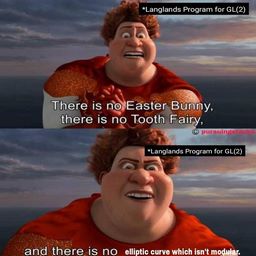 *Langlands Program for GL(2)
There is no Easter Bunny,
there is no Tooth Fairy,
*Langlands Program for GL(2)
and there is no elliptic curve which isn't modular.